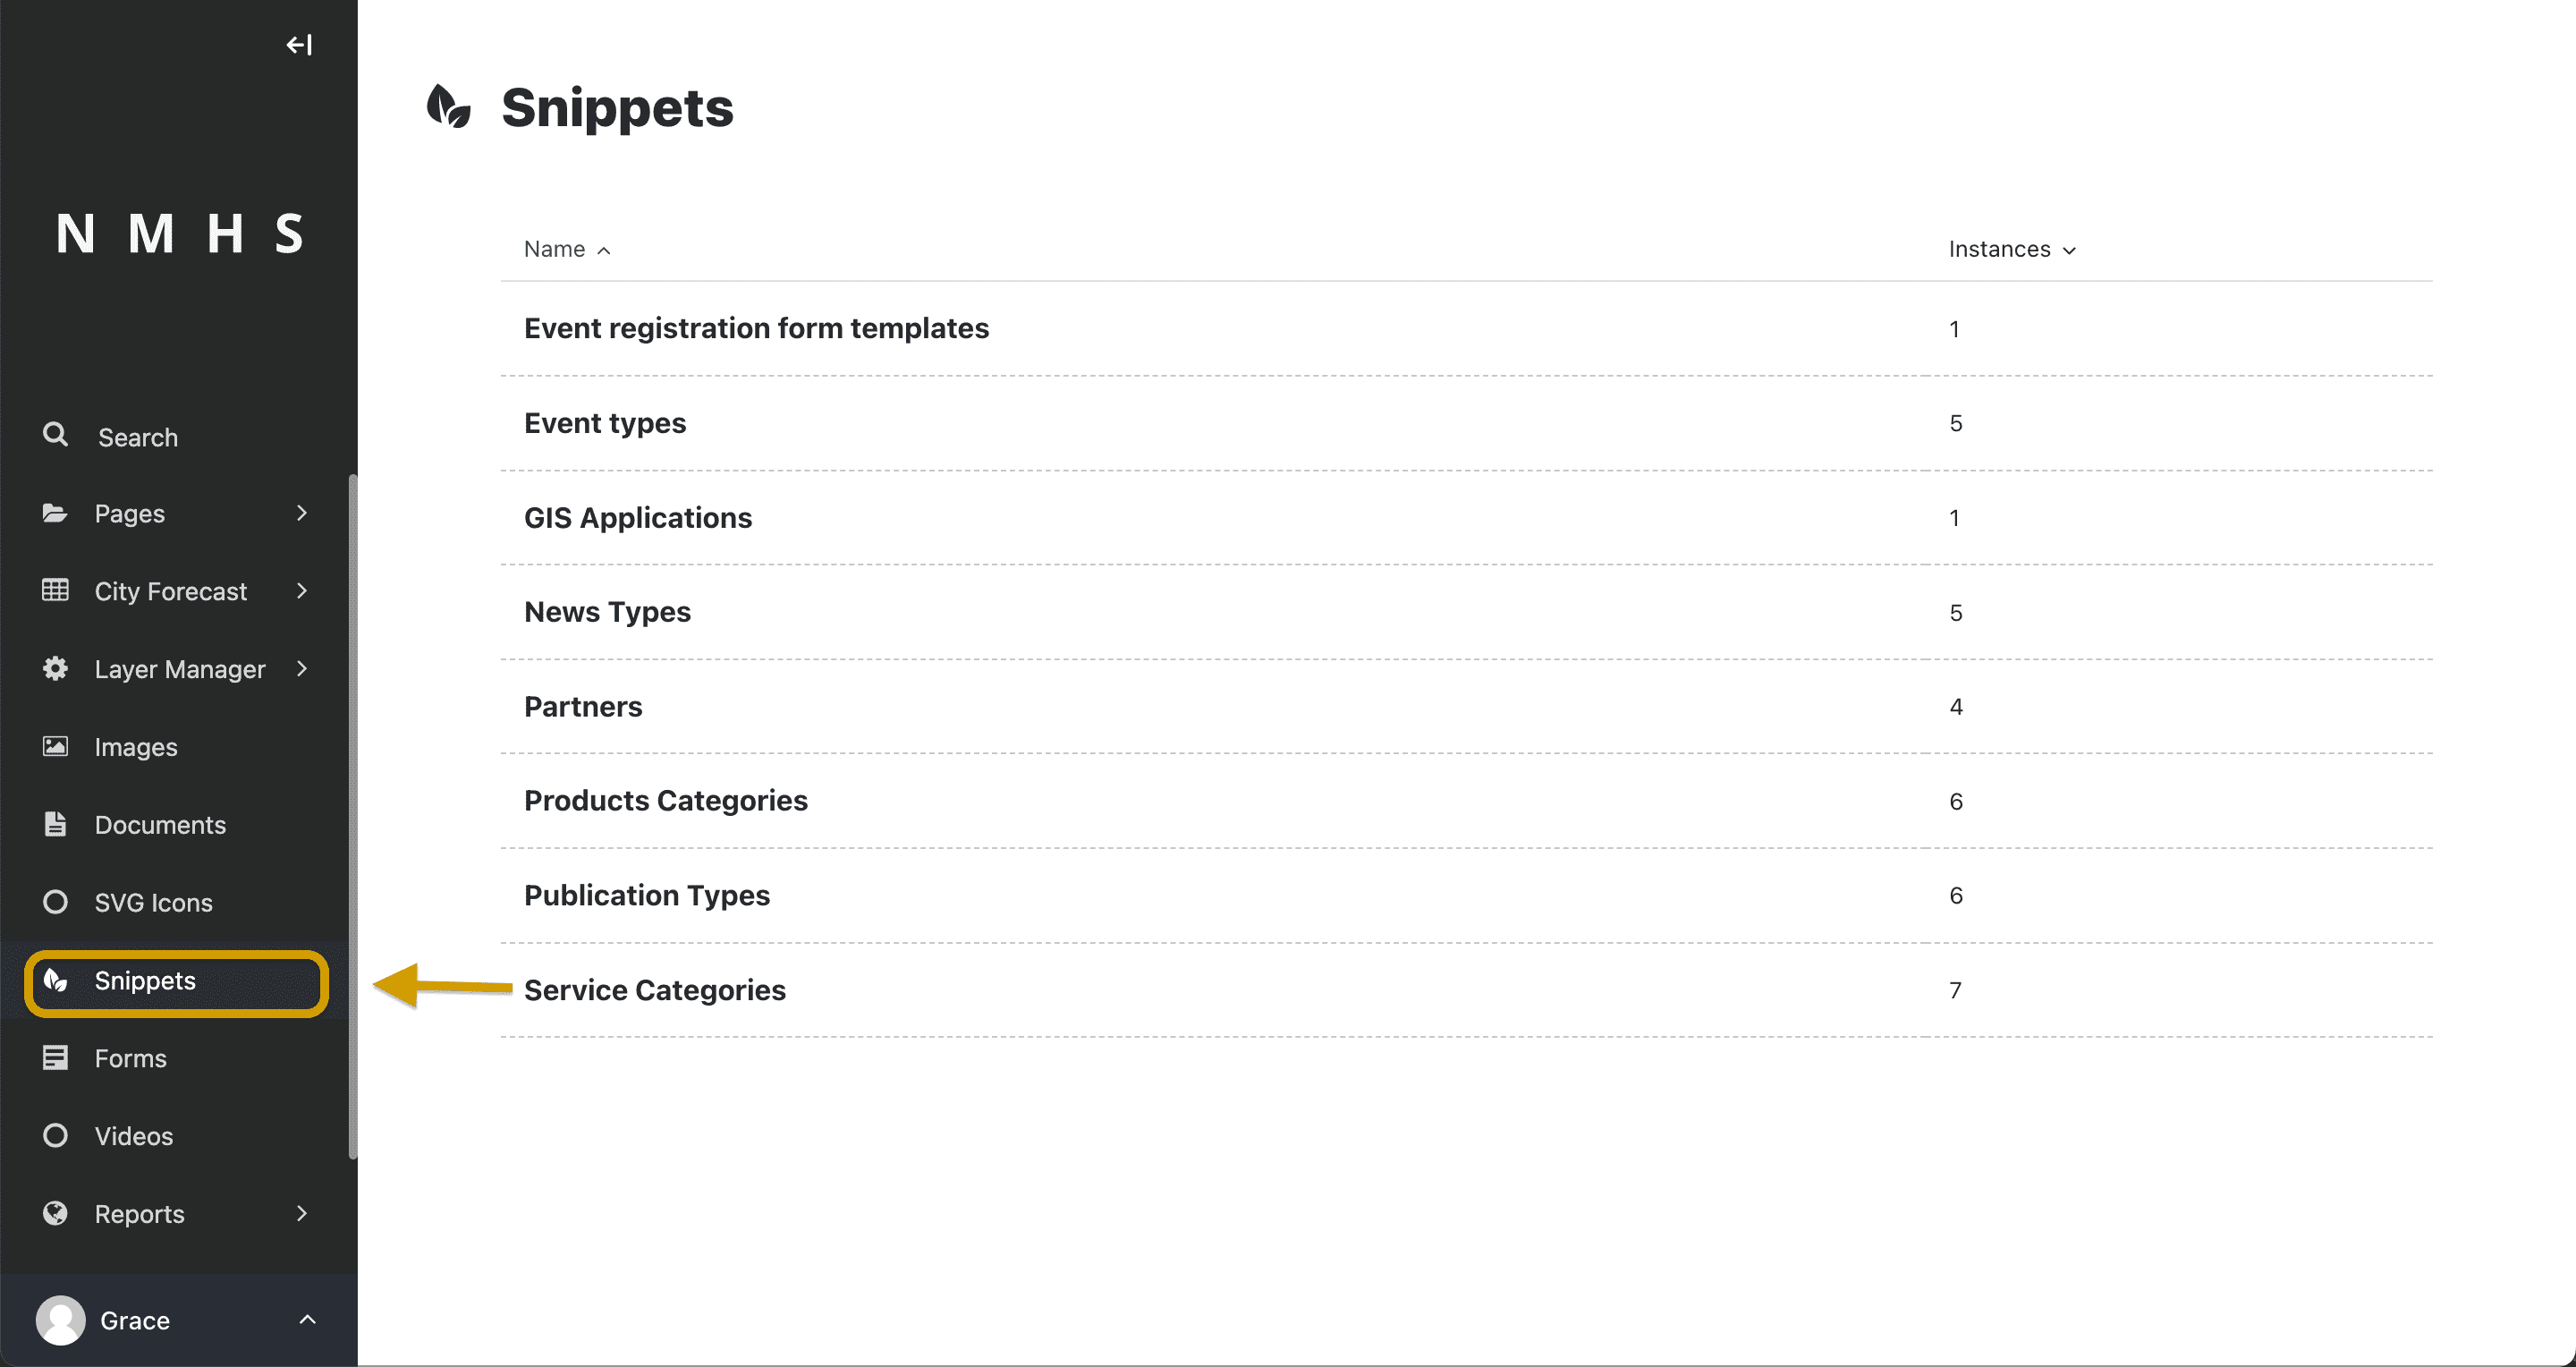 N M H S
Search
Pages
City Forecast
Layer Manager
Images
Documents
SVG Icons
Snippets
Forms
Videos
Reports
Grace
Snippets
Name Instances
Event registration form templates 1
Event types 5
GIS Applications 1
News Types 5
Partners 4
Products Categories 6
Publication Types 6
Service Categories 7